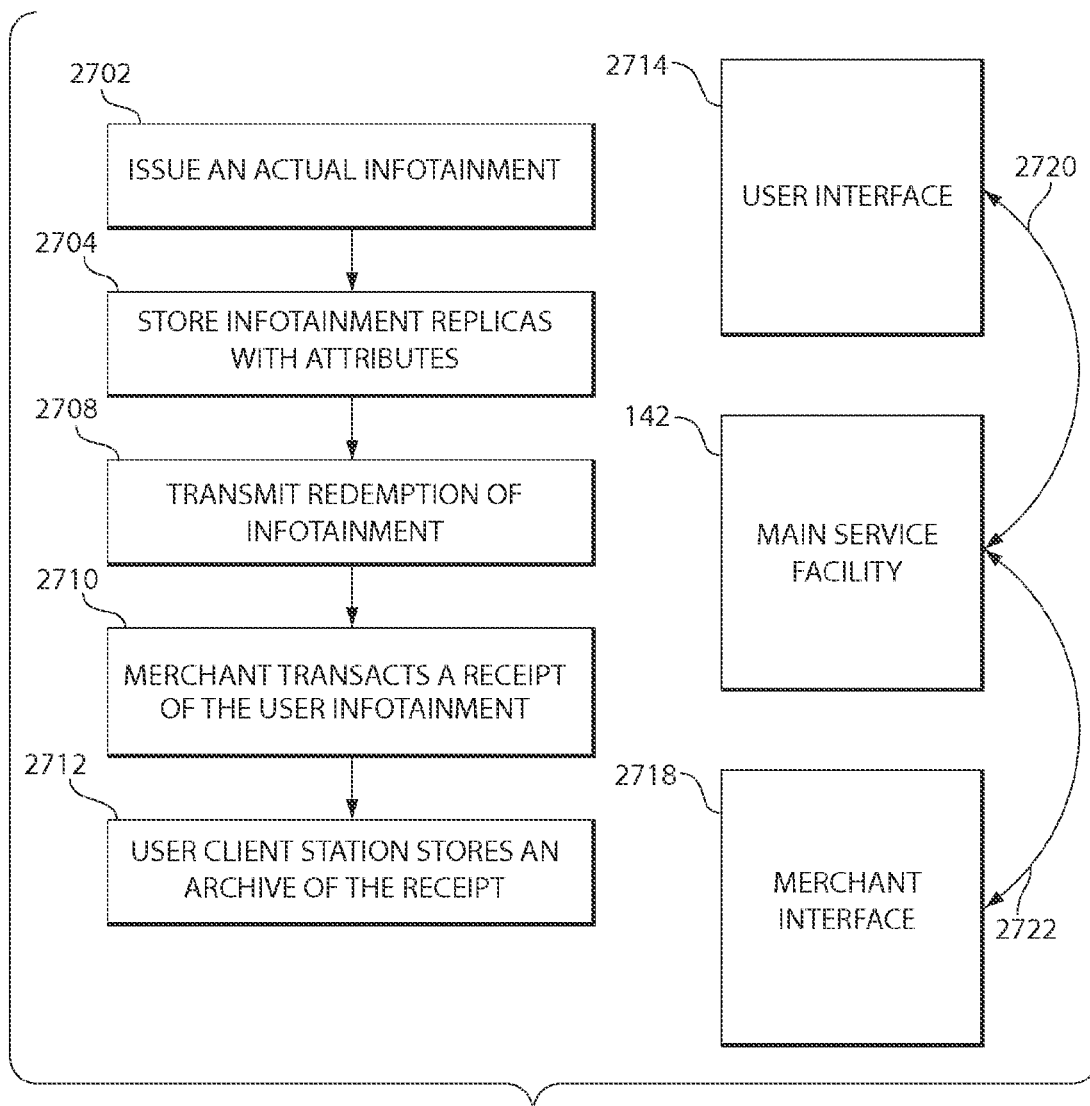 2702
ISSUE AN ACTUAL INFOTAINMENT
2704
STORE INFOTAINMENT REPLICAS
WITH ATTRIBUTES
2708
TRANSMIT REDEMPTION OF
INFOTAINMENT
2710
MERCHANT TRANSACTS A RECEIPT
OF THE USER INFOTAINMENT
2712
USER CLIENT STATION STORES AN
ARCHIVE OF THE RECEIPT
2714
USER INTERFACE
2720
142
MAIN SERVICE
FACILITY
2718
MERCHANT
INTERFACE
2722